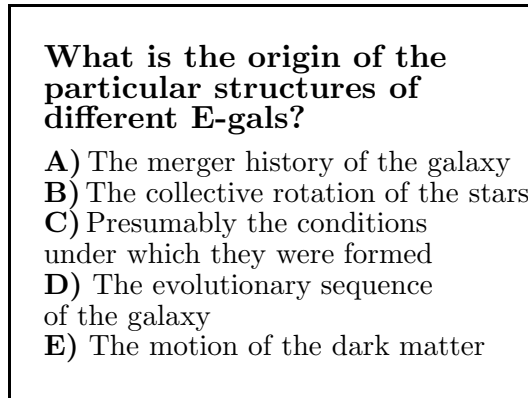 What is the origin of the
particular structures of
different E-gals?
A) The merger history of the galaxy
B) The collective rotation of the stars
C) Presumably the conditions
under which they were formed
D) The evolutionary sequence
of the galaxy
E) The motion of the dark matter